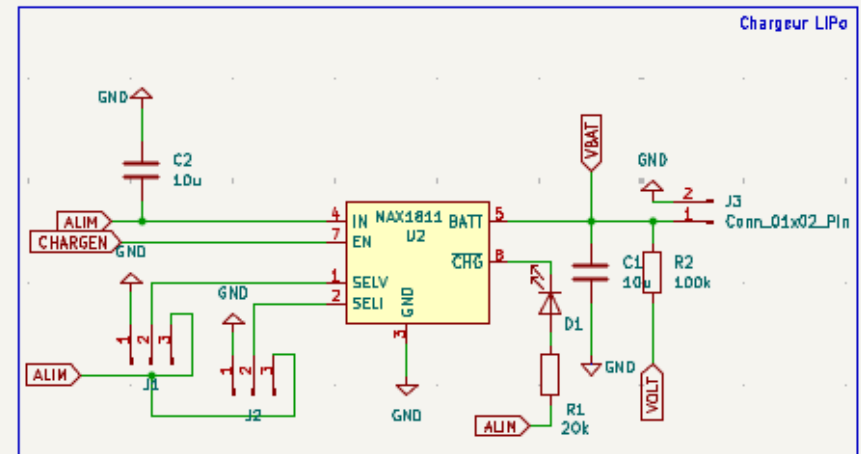 Chargeur LIPo
GND
C2
10u
VBAT
GND
2
J3
1
Conn_01x02_Pin
ALIM
4
IN
NAX1811
BATT
5
CHARGEN
7
EN
U2
GND
CHG
8
C1
10u
R2
100k
1
SELV
2
SELI
GND
GND
3
D1
1
2
3
J1
ALIM
1
2
3
J2
GND
GND
VOLT
R1
20k
ALIM